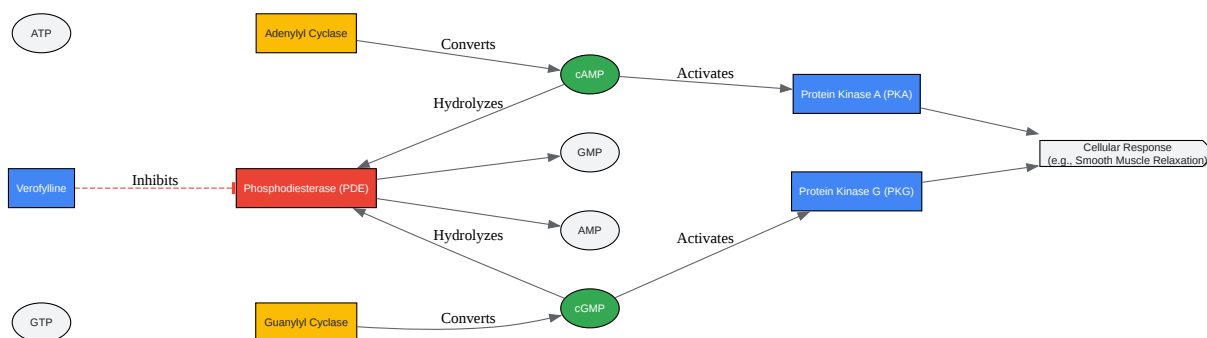 ATP
Adenylyl Cyclase
Converts
cAMP
Activates
Protein Kinase A (PKA)
Hydrolyzes
GMP
Cellular Response
(e.g., Smooth Muscle Relaxation)
Verofylline
Inhibits
Phosphodiesterase (PDE)
Protein Kinase G (PKG)
AMP
Hydrolyzes
Activates
cGMP
GTP
Guanylyl Cyclase
Converts